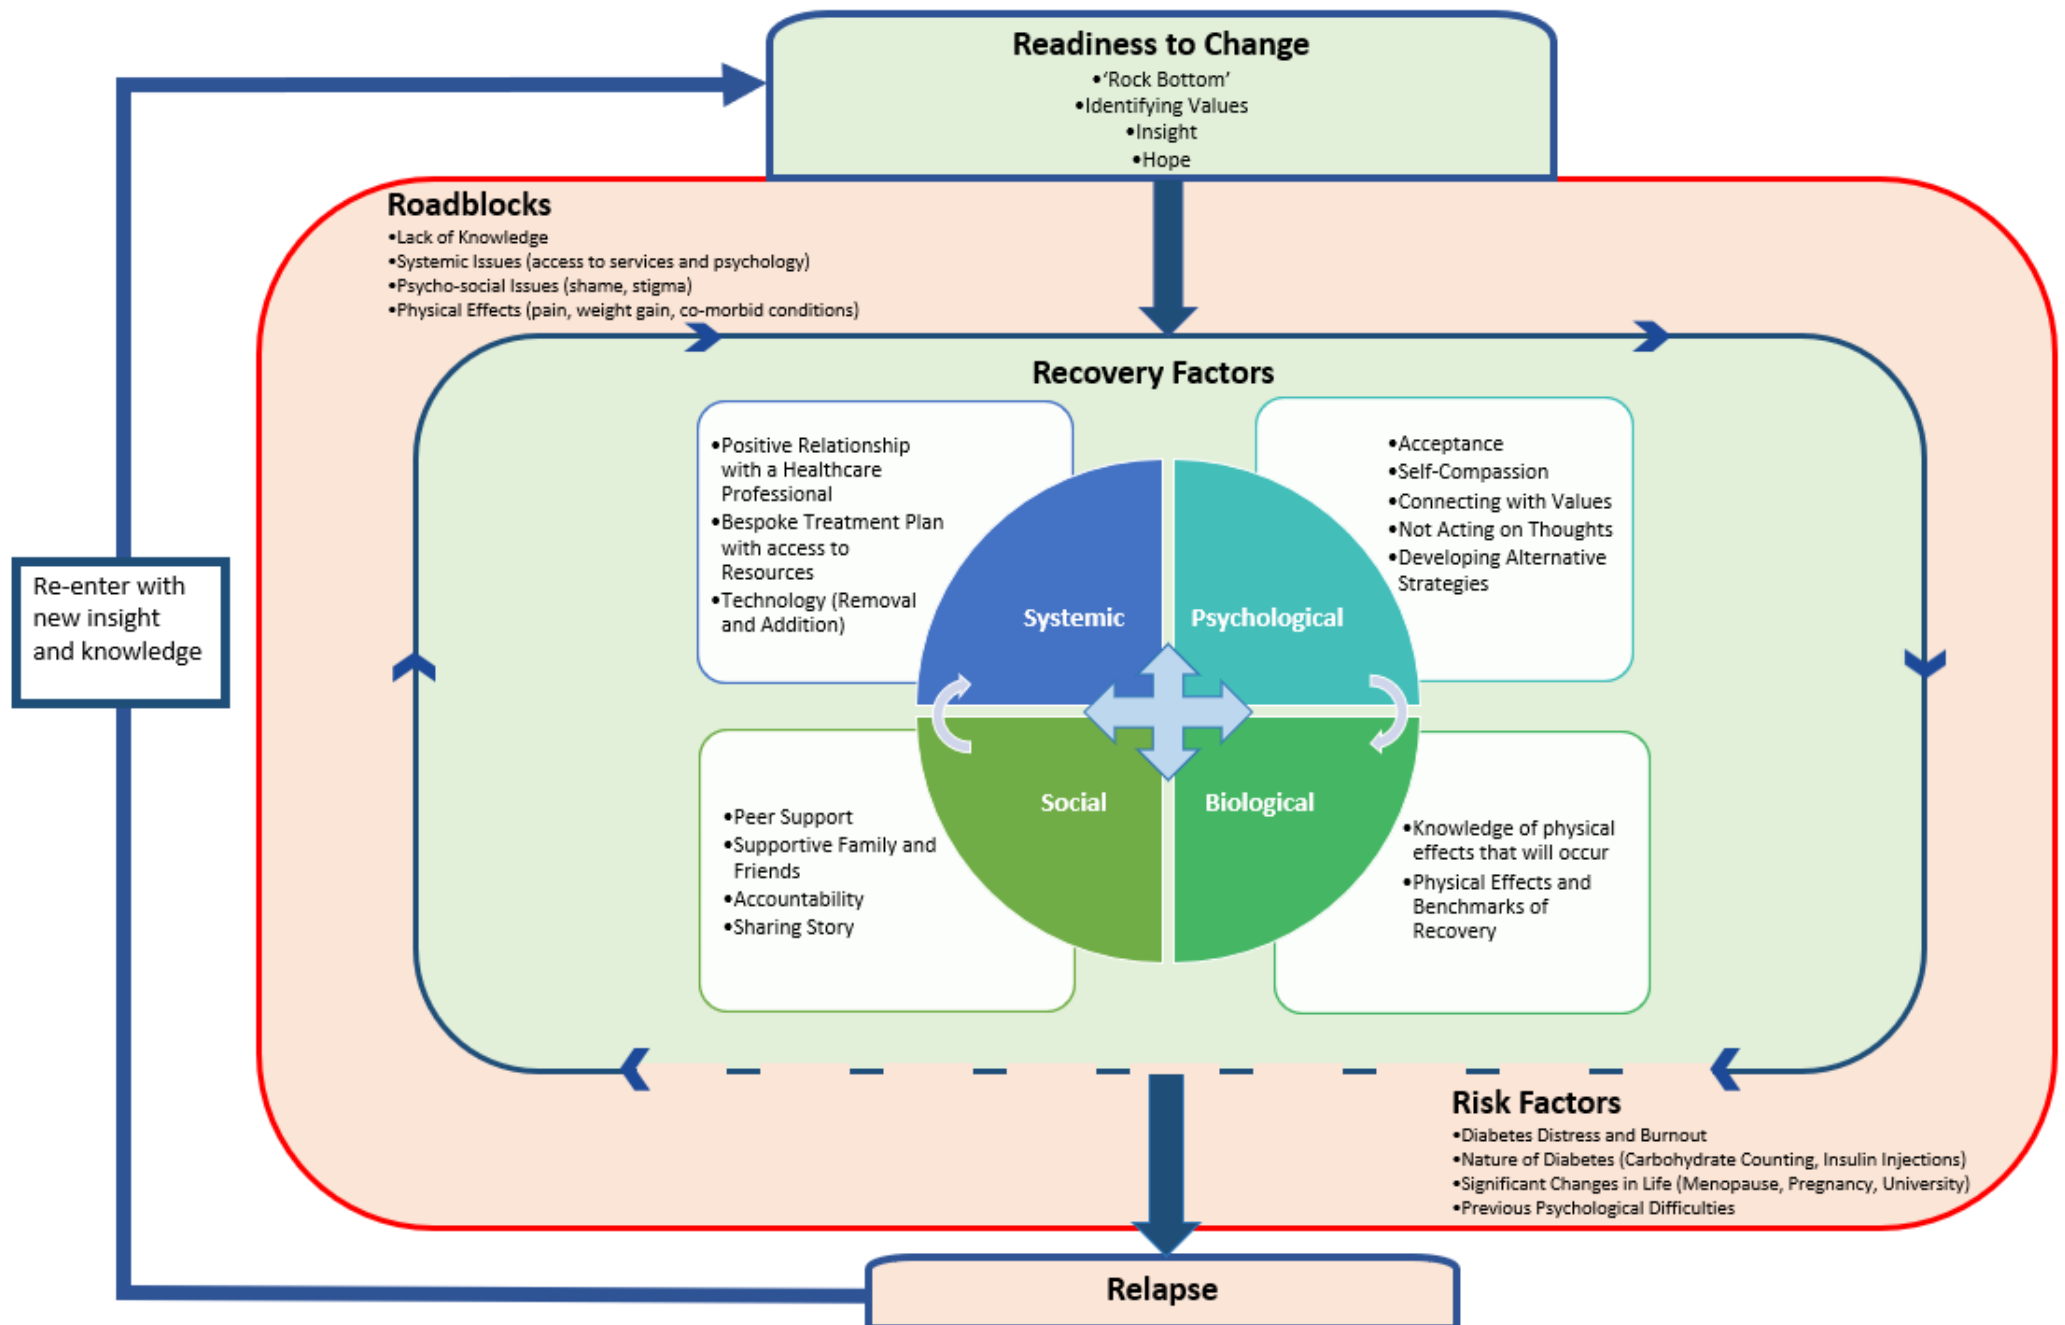 Readiness to Change
•‘Rock Bottom’
•Identifying Values
•Insight
•Hope
Roadblocks
•Lack of Knowledge
•Systemic Issues (access to services and psychology)
•Psycho-social Issues (shame, stigma)
•Physical Effects (pain, weight gain, co-morbid conditions)
Recovery Factors
•Positive Relationship
with a Healthcare
Professional
•Bespoke Treatment Plan
with access to
Resources
•Technology (Removal
and Addition)
•Acceptance
•Self-Compassion
•Connecting with Values
•Not Acting on Thoughts
•Developing Alternative
Strategies
Systemic
Psychological
Re-enter with
new insight
and knowledge
Social
Biological
•Peer Support
•Supportive Family and
Friends
•Accountability
•Sharing Story
•Knowledge of physical
effects that will occur
•Physical Effects and
Benchmarks of
Recovery
Risk Factors
•Diabetes Distress and Burnout
•Nature of Diabetes (Carbohydrate Counting, Insulin Injections)
•Significant Changes in Life (Menopause, Pregnancy, University)
•Previous Psychological Difficulties
Relapse